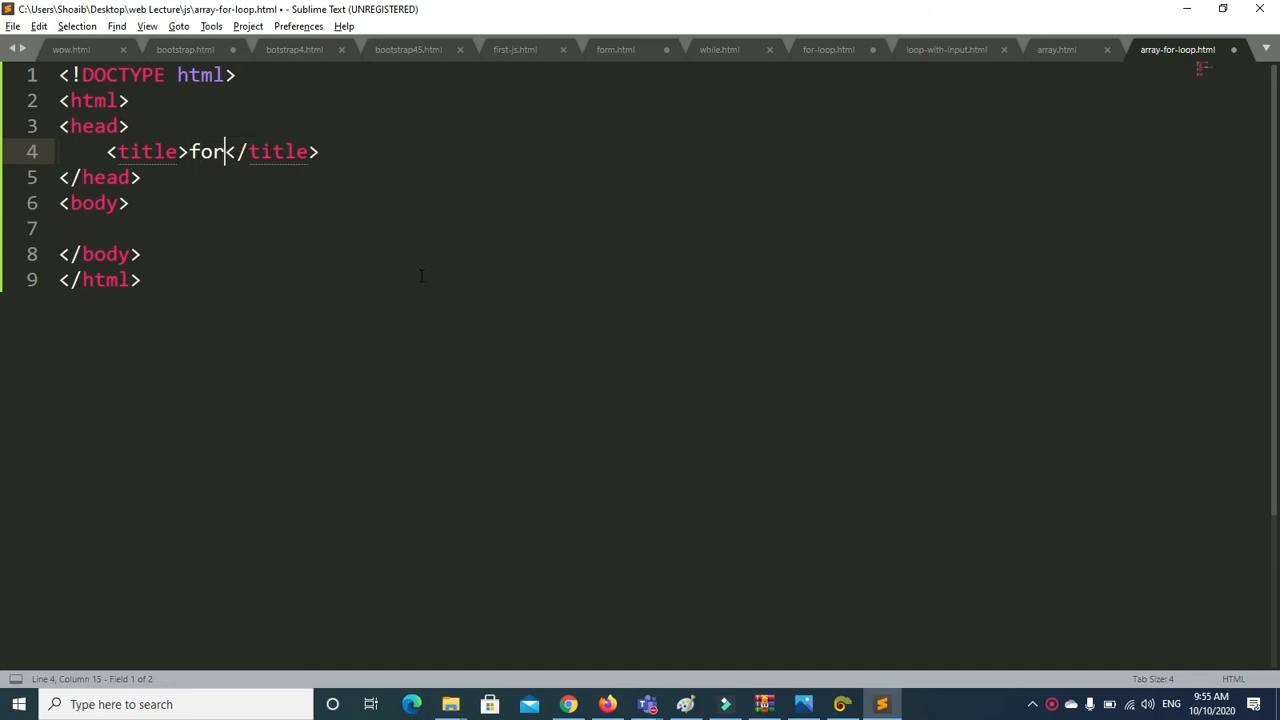 C:\Users\Shoaib\Desktop\web Lecture\js\array-for-loop.html • - Sublime Text (UNREGISTERED)
File Edit Selection Find View Goto Tools Project Preferences Help
wow.html bootstrap.html botstrap4.html bootstrap45.html first-js.html form.html while.html for-loop.html loop-with-input.html array.html array-for-loop.html
1 <!DOCTYPE html>
2 <html>
3 <head>
4 <title>for</title>
5 </head>
6 <body>
7
8 </body>
9 </html>
Line 4, Column 15 - Field 1 of 2 Tab Size: 4 HTML
Type here to search ENG 9:55 AM
10/10/2020